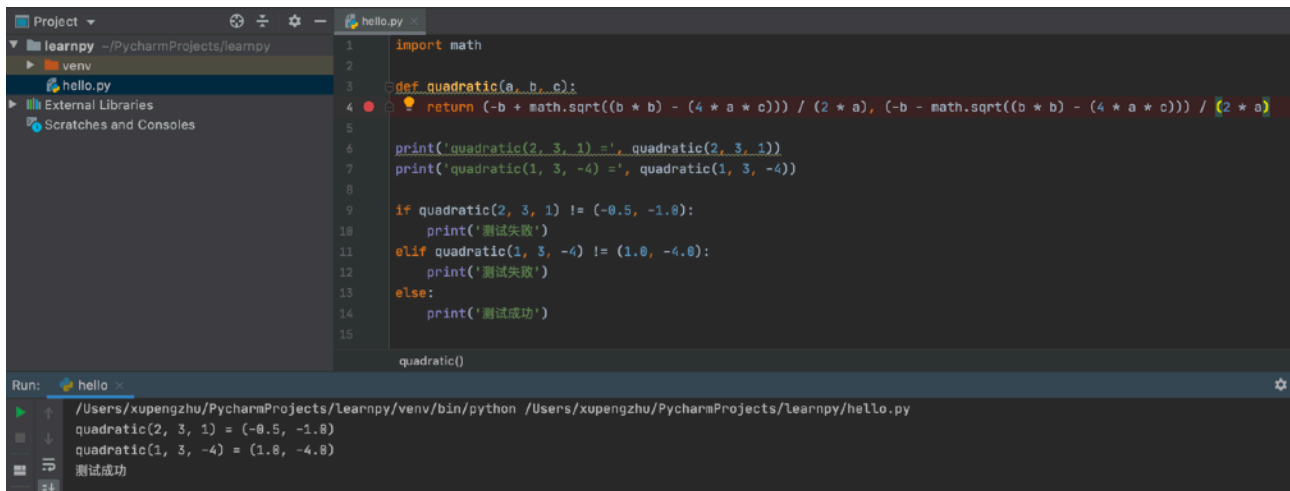 Project
hello.py
learnpy ~/PycharmProjects/learnpy
venv
hello.py
External Libraries
Scratches and Consoles
1 import math
2
3 def quadratic(a, b, c):
4 return (-b + math.sqrt((b * b) - (4 * a * c))) / (2 * a), (-b - math.sqrt((b * b) - (4 * a * c))) / (2 * a)
5
6 print('quadratic(2, 3, 1) =', quadratic(2, 3, 1))
7 print('quadratic(1, 3, -4) =', quadratic(1, 3, -4))
8
9 if quadratic(2, 3, 1) != (-0.5, -1.0):
10 print('测试失败')
11 elif quadratic(1, 3, -4) != (1.0, -4.0):
12 print('测试失败')
13 else:
14 print('测试成功')
15
quadratic()
Run: hello
/Users/xupengzhu/PycharmProjects/learnpy/venv/bin/python /Users/xupengzhu/PycharmProjects/learnpy/hello.py
quadratic(2, 3, 1) = (-0.5, -1.0)
quadratic(1, 3, -4) = (1.0, -4.0)
测试成功